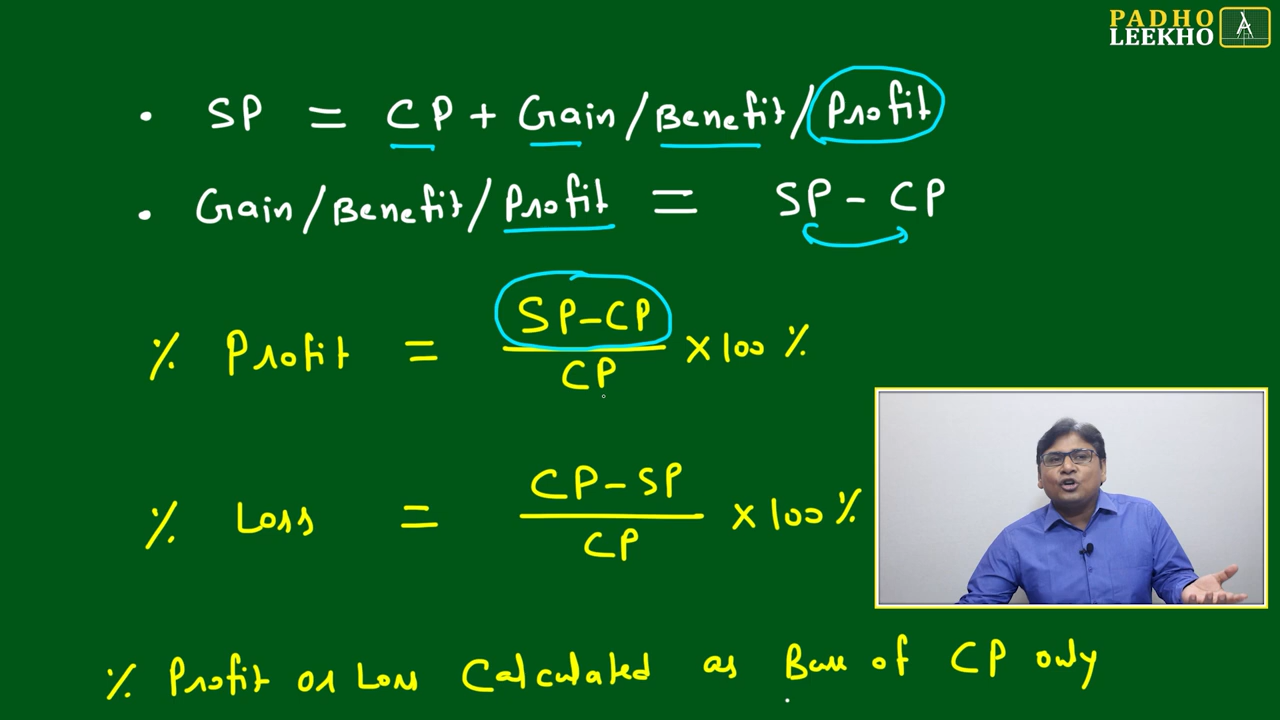 PADHO
LEEKHO
• SP = CP + Gain/Benefit/Profit
• Gain/Benefit/Profit = SP - CP
% Profit = SP-CP/CP × 100 %
% Loss = CP-SP/CP × 100 %
% Profit or Loss Calculated as Base of CP only